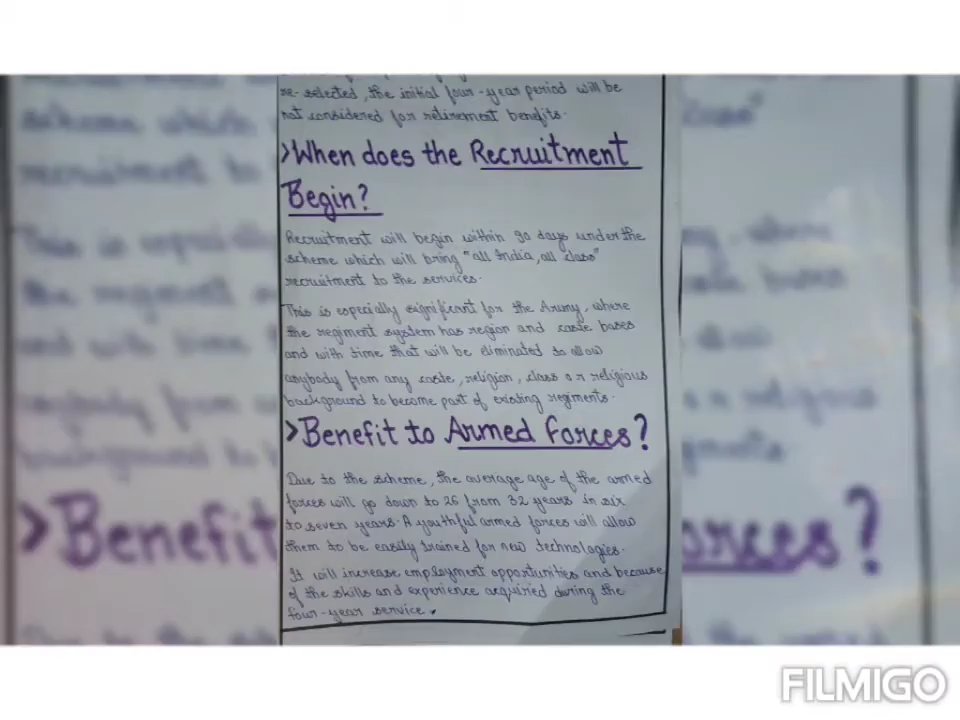 re-selected, the initial four-year period will be
not considered for retirement benefits.
>When does the Recruitment
Begin?
Recruitment will begin within 90 days under the
scheme which will bring "all India, all class"
recruitment to the services.
This is especially significant for the Army, where
the regiment system has region and caste bases
and with time that will be eliminated to allow
anybody from any caste, religion, class or religious
background to become part of existing regiments.
>Benefit to Armed Forces?
Due to the scheme, the average age of the armed
forces will go down to 26 from 32 years in six
to seven years. A youthful armed forces will allow
them to be easily trained for new technologies.
It will increase employment opportunities and because
of the skills and experience acquired during the
four-year service.
FILMIGO